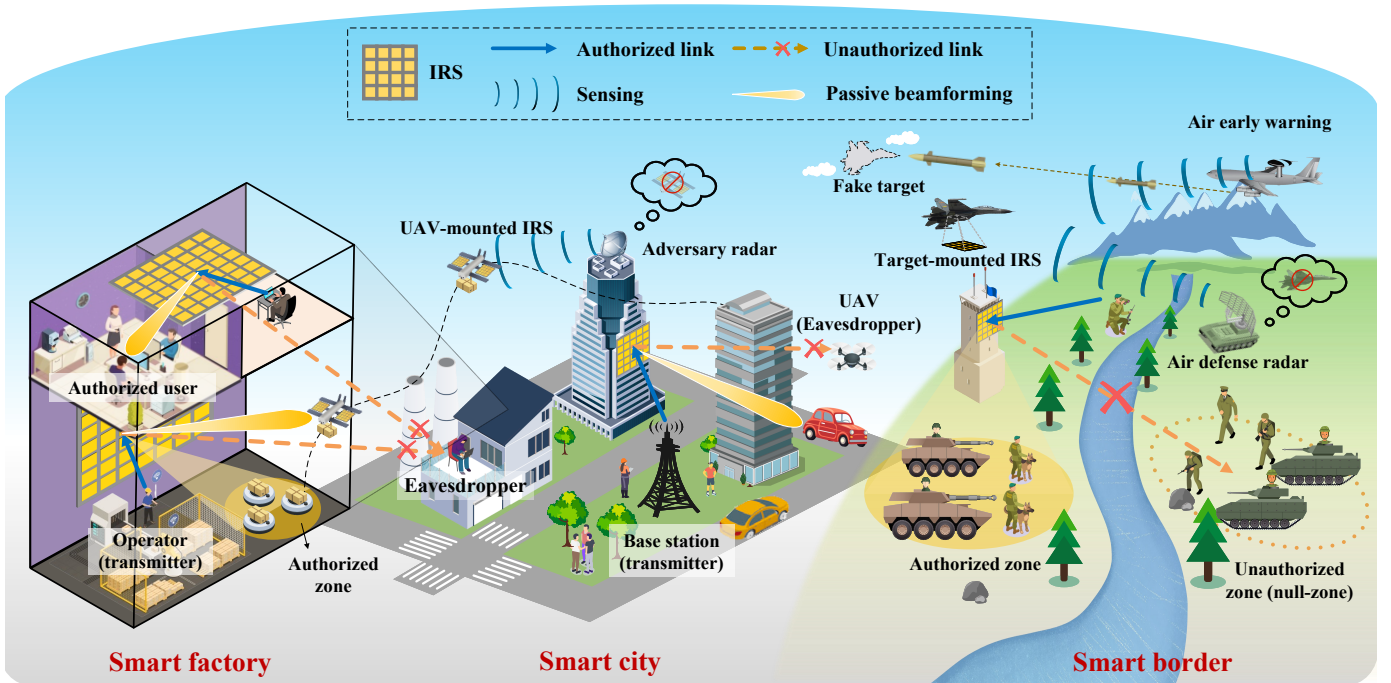 IRS
Authorized link
Unauthorized link
Sensing
Passive beamforming
Air early warning
Fake target
UAV-mounted IRS
Adversary radar
Target-mounted IRS
UAV
(Eavesdropper)
Air defense radar
Authorized user
Eavesdropper
Operator
(transmitter)
Authorized
zone
Base station
(transmitter)
Authorized zone
Unauthorized
zone (null-zone)
Smart factory
Smart city
Smart border